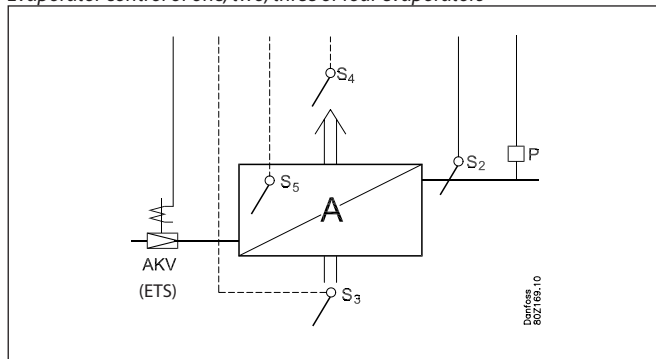 Evaporator control of one, two, three or four evaporators
S4
S2
P
S5
A
AKV
(ETS)
S3
Danfoss
80Z169.10